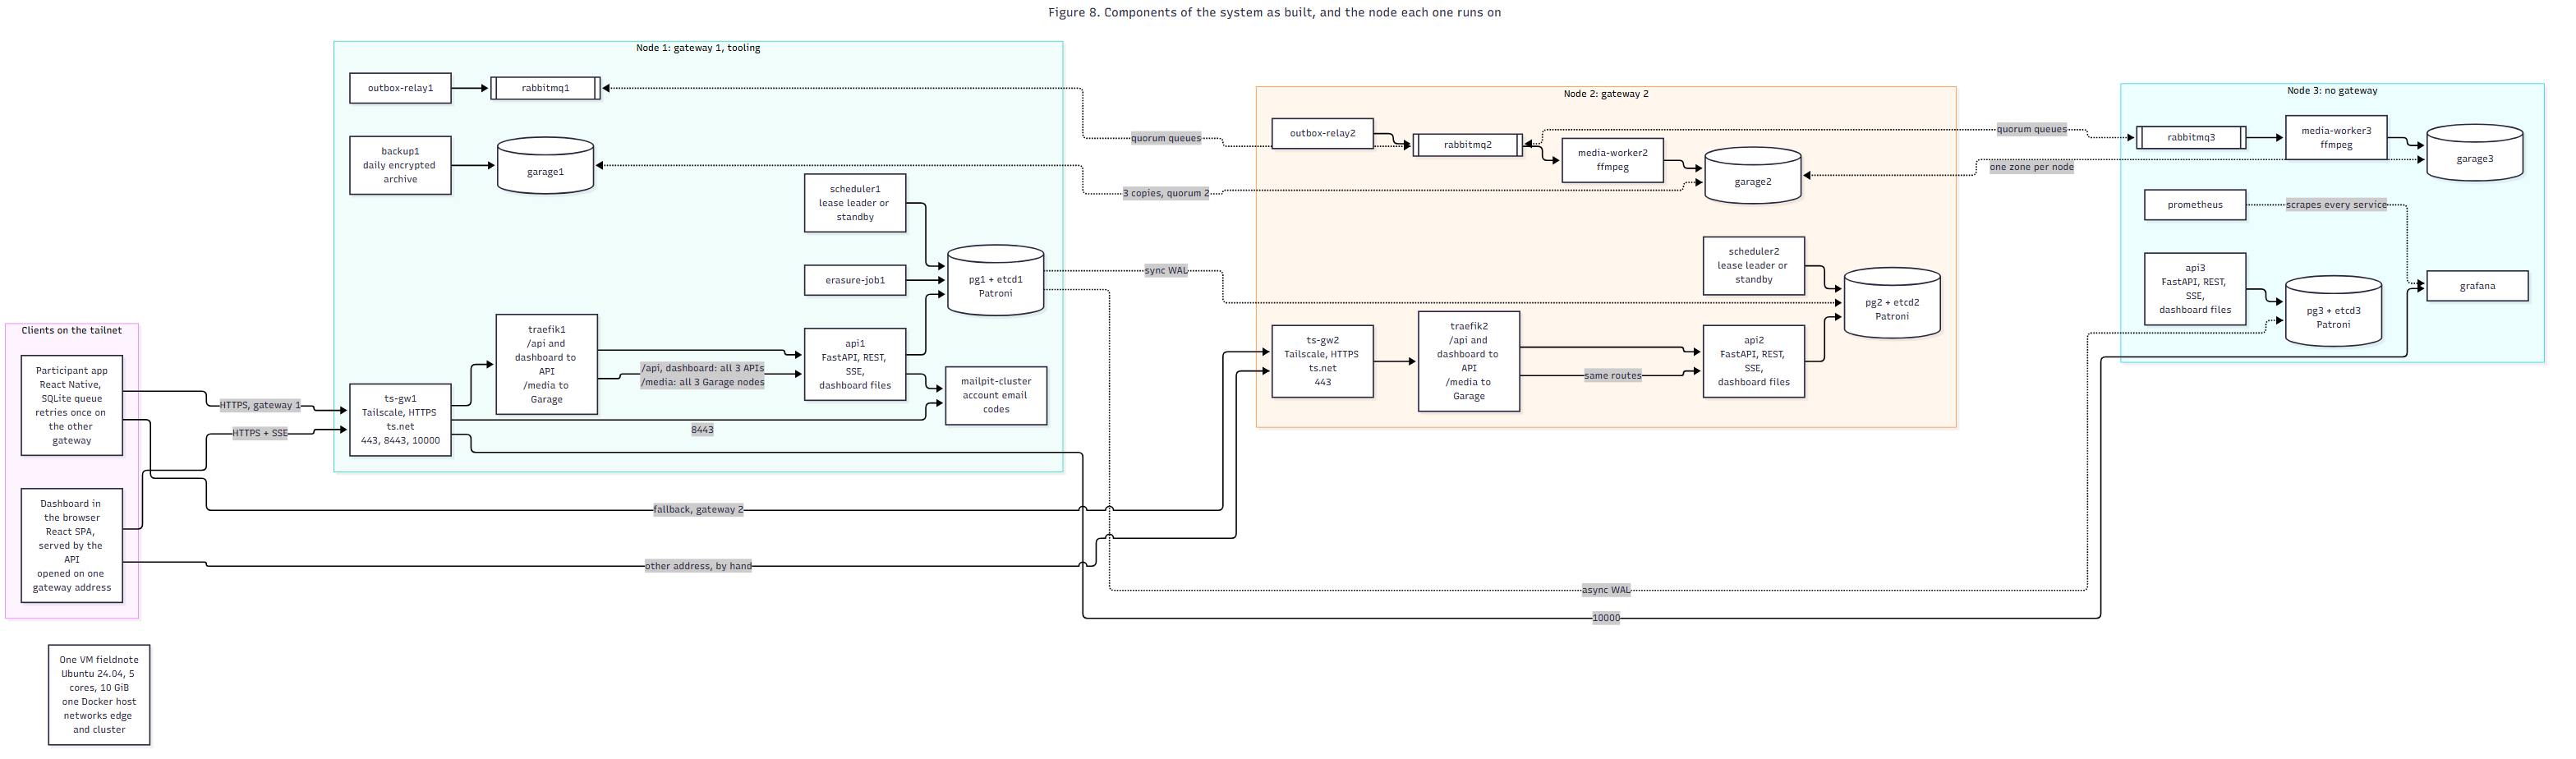 Figure 8. Components of the system as built, and the node each one runs on
Clients on the tailnet
Participant app
React Native,
SQLite queue
retries once on
the other
gateway
Dashboard in
the browser
React SPA,
served by the
API
opened on one
gateway address
One VM fieldnote
Ubuntu 24.04, 5
cores, 10 GiB
one Docker host
networks edge
and cluster
HTTPS, gateway 1
HTTPS + SSE
fallback, gateway 2
other address, by hand
Node 1: gateway 1, tooling
outbox-relay1
rabbitmq1
backup1
daily encrypted
archive
garage1
scheduler1
lease leader or
standby
erasure-job1
pg1 + etcd1
Patroni
traefik1
/api and
dashboard to
API
/media to
Garage
/api, dashboard: all 3 APIs
/media: all 3 Garage nodes
api1
FastAPI, REST,
SSE,
dashboard files
ts-gw1
Tailscale, HTTPS
ts.net
443, 8443, 10000
8443
mailpit-cluster
account email
codes
quorum queues
3 copies, quorum 2
sync WAL
async WAL
10000
Node 2: gateway 2
outbox-relay2
rabbitmq2
media-worker2
ffmpeg
garage2
scheduler2
lease leader or
standby
pg2 + etcd2
Patroni
ts-gw2
Tailscale, HTTPS
ts.net
443
traefik2
/api and
dashboard to
API
/media to
Garage
same routes
api2
FastAPI, REST,
SSE,
dashboard files
quorum queues
one zone per node
Node 3: no gateway
rabbitmq3
media-worker3
ffmpeg
garage3
prometheus
scrapes every service
api3
FastAPI, REST,
SSE,
dashboard files
pg3 + etcd3
Patroni
grafana